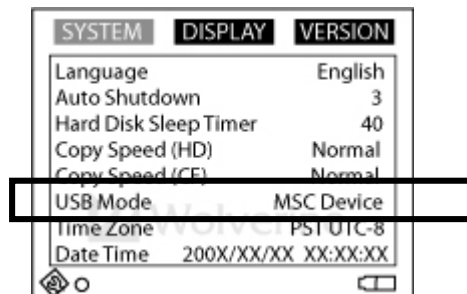 SYSTEM DISPLAY VERSION
Language English
Auto Shutdown 3
Hard Disk Sleep Timer 40
Copy Speed (HD) Normal
Copy Speed (CF) Normal
USB Mode MSC Device
Time Zone PST UTC-8
Date Time 200X/XX/XX XX:XX:XX